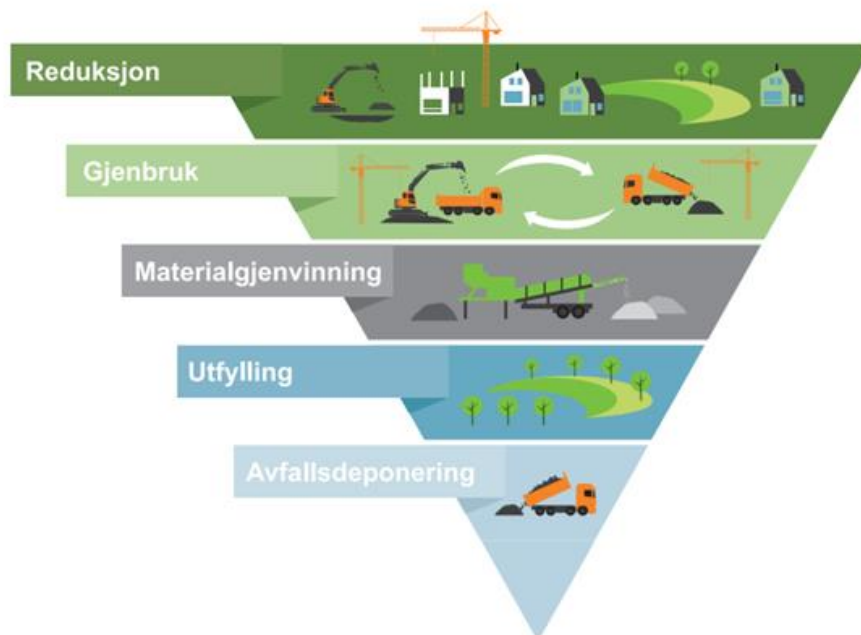 Reduksjon
Gjenbruk
Materialgjenvinning
Utfylling
Avfallsdeponering